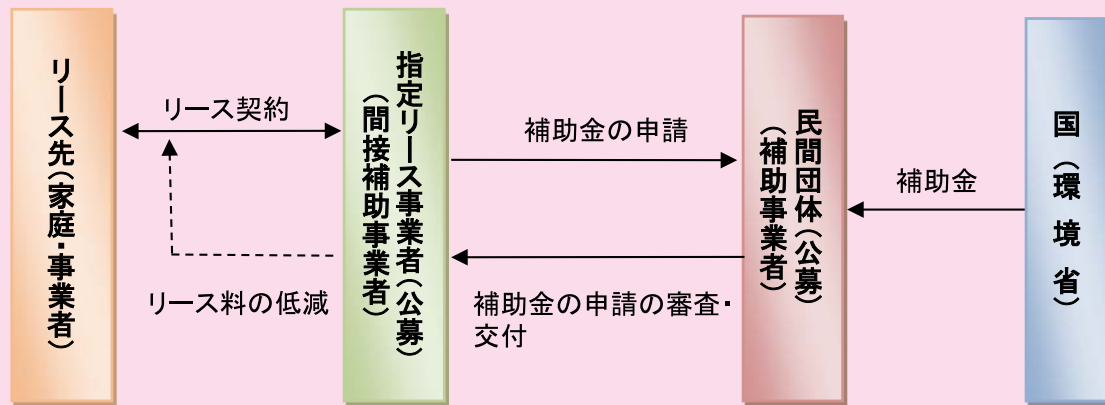 リース先(家庭・事業者)
リース契約
リース料の低減
指定リース事業者(公募)
(間接補助事業者)
補助金の申請
補助金の申請の審査・
交付
民間団体(公募)
(補助事業者)
補助金
国(環境省)